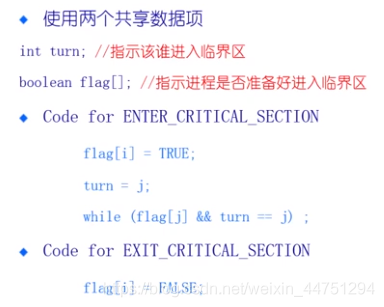 使用两个共享数据项
int turn; //指示该谁进入临界区
boolean flag[]; //指示进程是否准备好进入临界区
Code for ENTER_CRITICAL_SECTION
flag[i] = TRUE;
turn = j;
while (flag[j] && turn == j) ;
Code for EXIT_CRITICAL_SECTION
flag[i] = FALSE;
https://blog.csdn.net/weixin_44751294